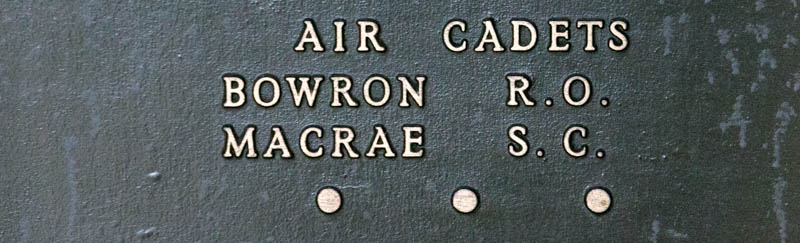 AIR CADETS
BOWRON R.O.
MACRAE S.C.